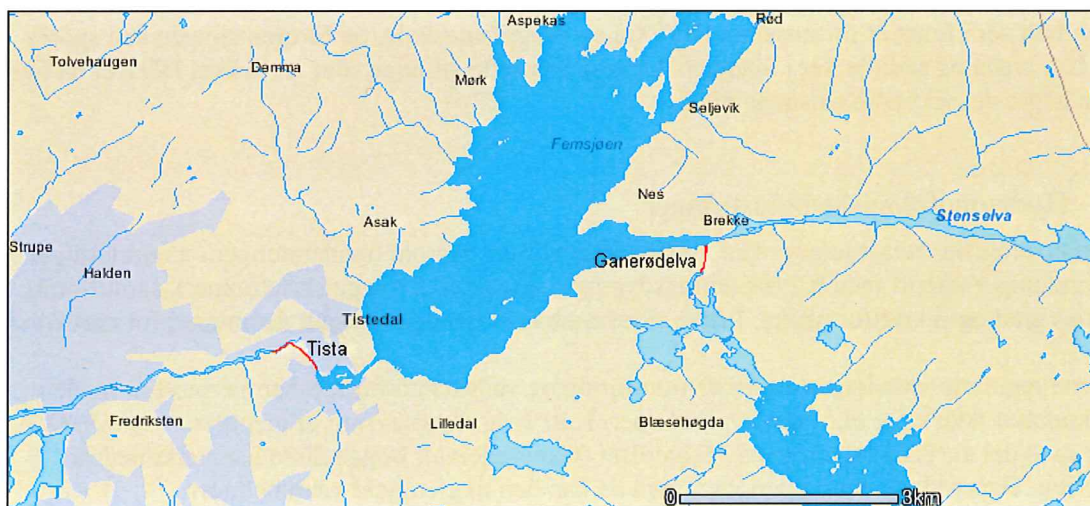 Aspekas
Rød
Tolvehaugen
Demma
Mørk
Seljevik
Femsjøen
Nes
Asak
Brekke
Stenselva
Strupe
Halden
Ganerødelva
Tistedal
Tista
Fredriksten
Lilledal
Blæsehøgda
0
3km